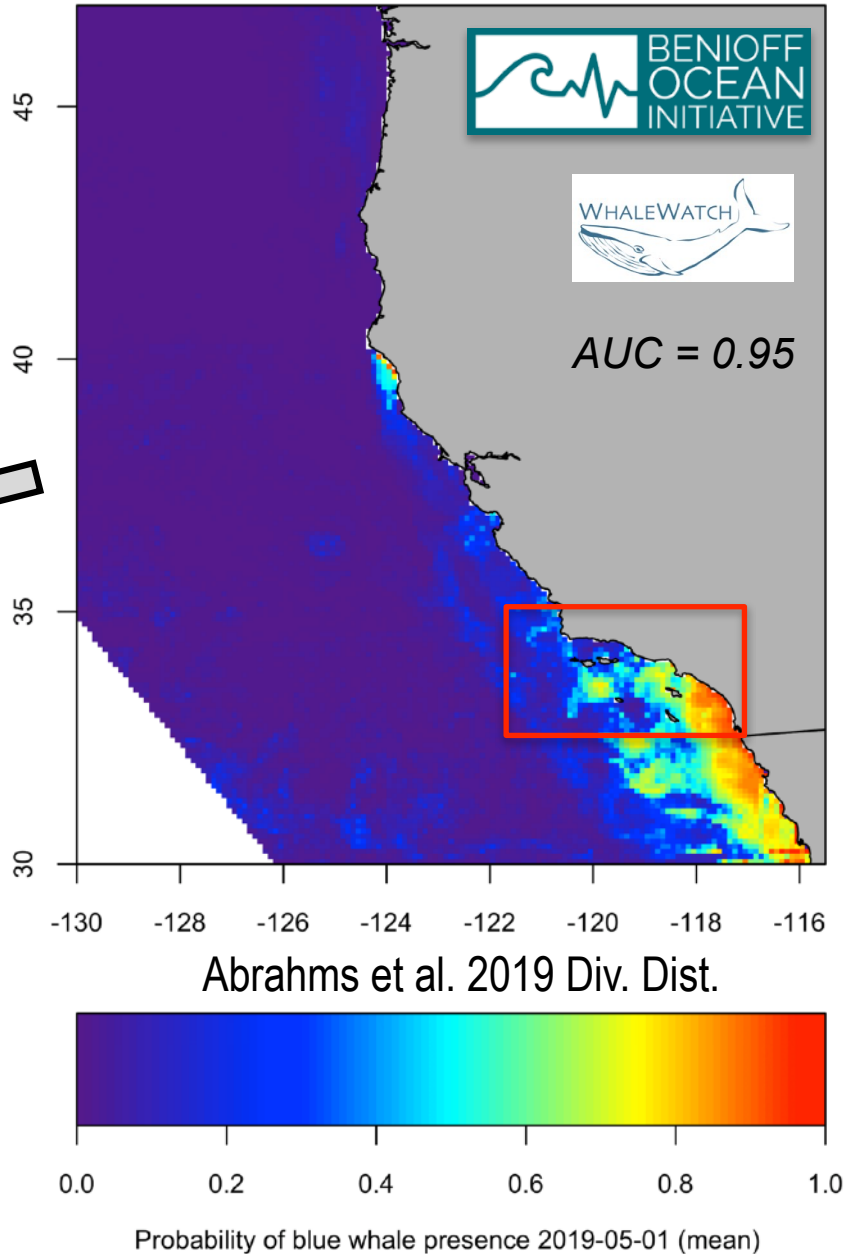 BENIOFF
OCEAN
INITIATIVE
WHALEWATCH
AUC = 0.95
45
40
35
30
-130 -128 -126 -124 -122 -120 -118 -116
Abrahms et al. 2019 Div. Dist.
0.0 0.2 0.4 0.6 0.8 1.0
Probability of blue whale presence 2019-05-01 (mean)